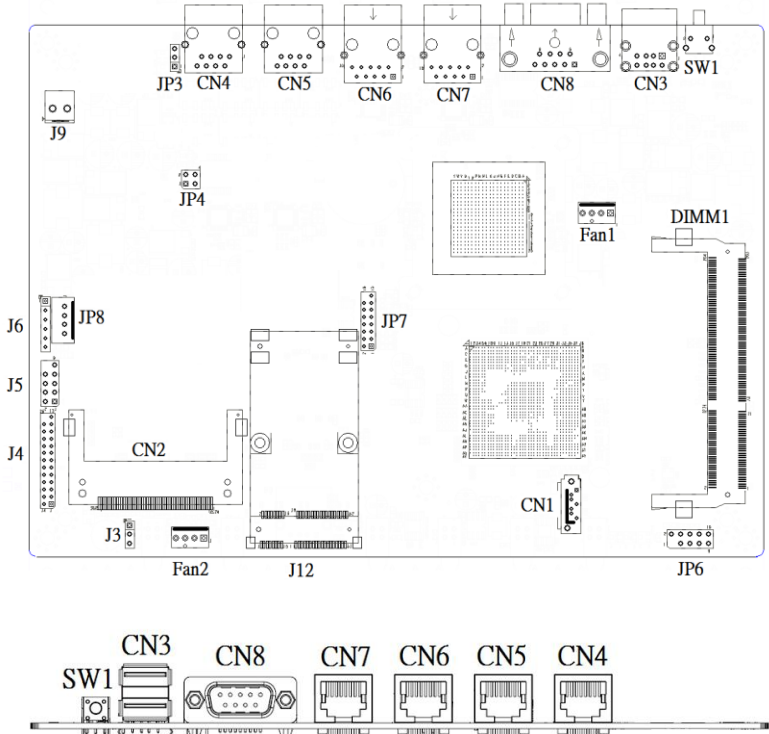 JP3
CN4
CN5
CN6
CN7
CN8
CN3
SW1
J9
JP4
Fan1
DIMM1
J6
JP8
JP7
J5
J4
CN2
CN1
J3
Fan2
J12
JP6
SW1
CN3
CN8
CN7
CN6
CN5
CN4